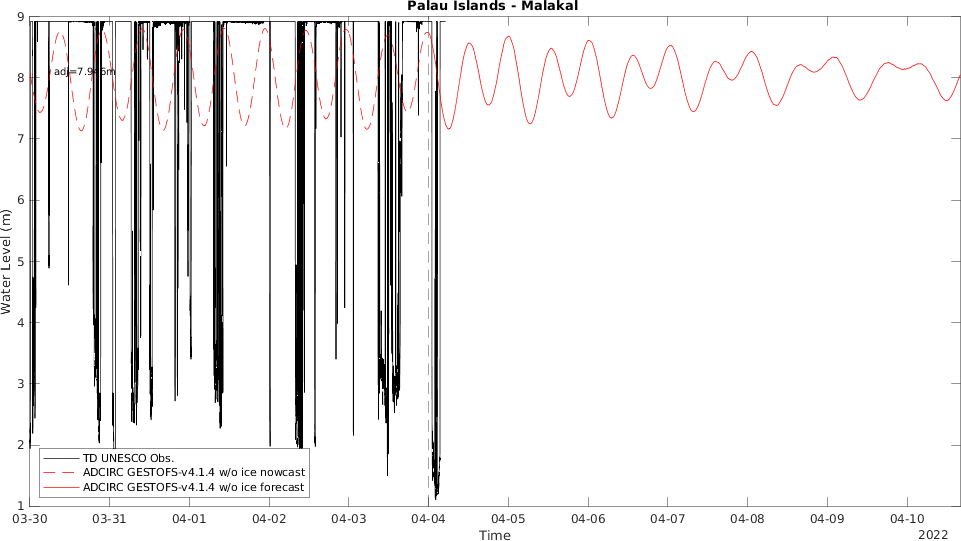 Palau Islands - Malakal
9
8
7
6
5
4
3
2
1
Water Level (m)
TD UNESCO Obs.
ADCIRC GESTOFS-v4.1.4 w/o ice nowcast
ADCIRC GESTOFS-v4.1.4 w/o ice forecast
03-30 03-31 04-01 04-02 04-03 04-04 04-05 04-06 04-07 04-08 04-09 04-10
Time
2022